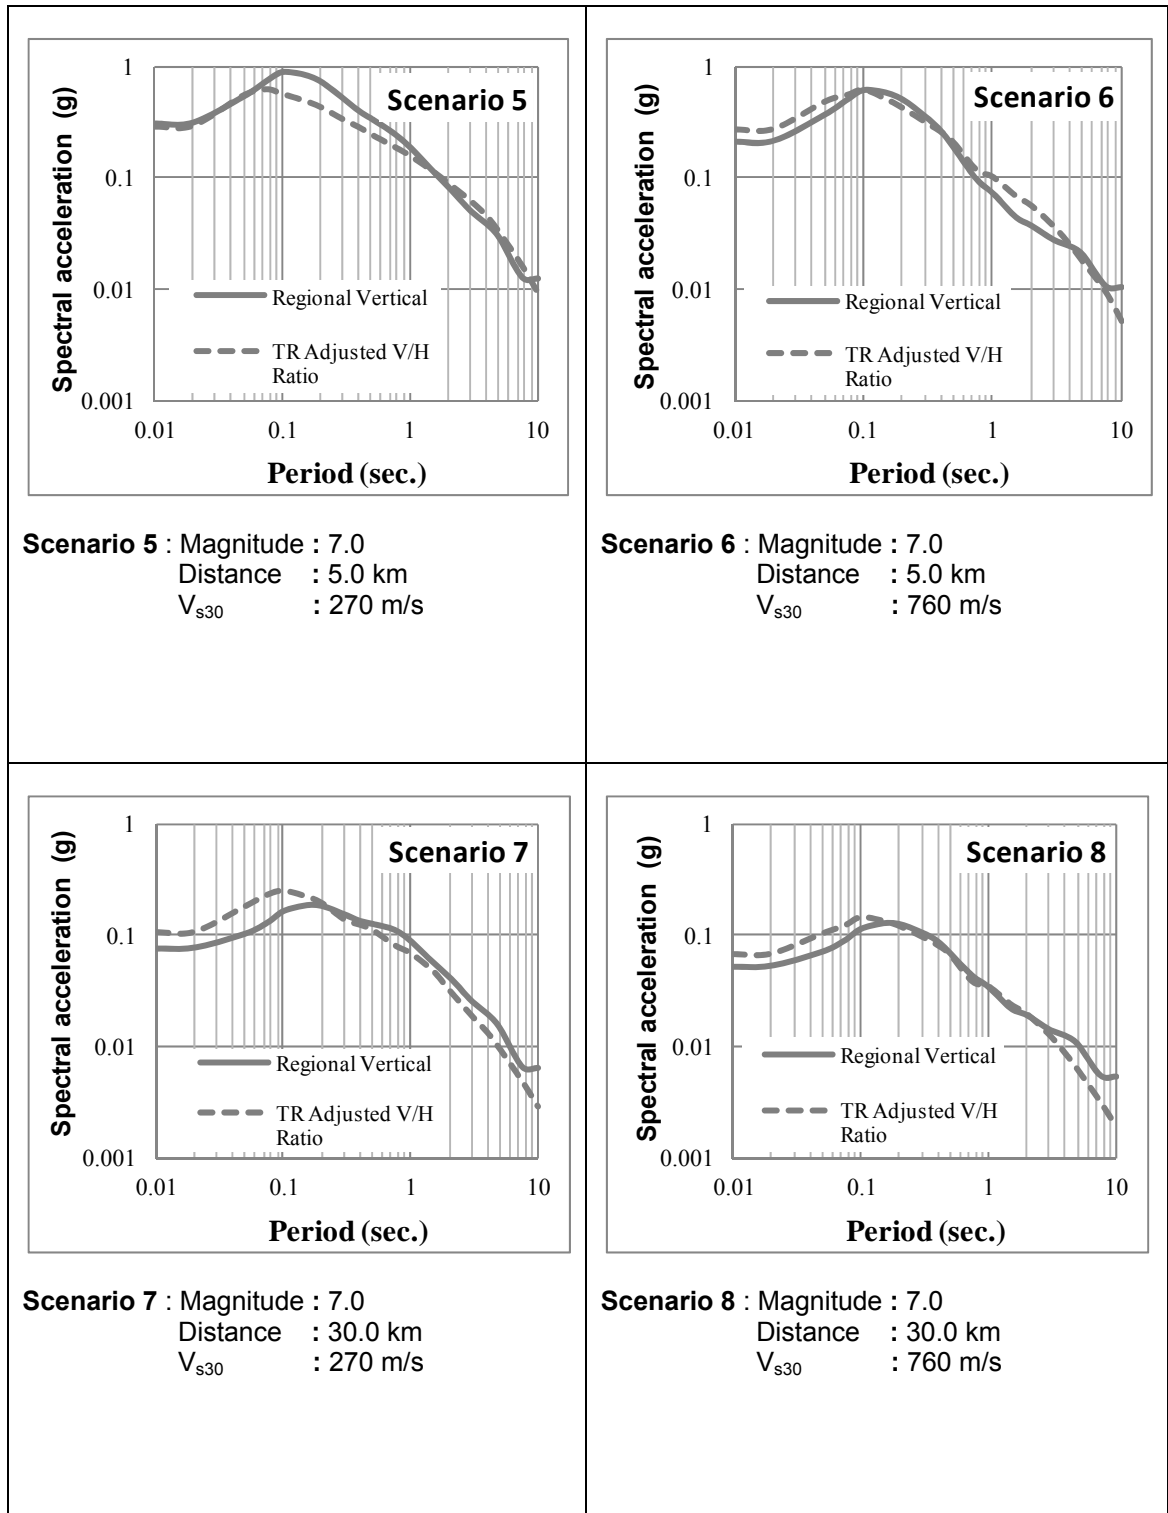 Scenario 5
Spectral acceleration (g)
1
0.1
0.01
0.001
Regional Vertical
TR Adjusted V/H
Ratio
0.01 0.1 1 10
Period (sec.)
Scenario 5 : Magnitude : 7.0
Distance : 5.0 km
Vs30 : 270 m/s
Scenario 6
Spectral acceleration (g)
1
0.1
0.01
0.001
Regional Vertical
TR Adjusted V/H
Ratio
0.01 0.1 1 10
Period (sec.)
Scenario 6 : Magnitude : 7.0
Distance : 5.0 km
Vs30 : 760 m/s
Scenario 7
Spectral acceleration (g)
1
0.1
0.01
0.001
Regional Vertical
TR Adjusted V/H
Ratio
0.01 0.1 1 10
Period (sec.)
Scenario 7 : Magnitude : 7.0
Distance : 30.0 km
Vs30 : 270 m/s
Scenario 8
Spectral acceleration (g)
1
0.1
0.01
0.001
Regional Vertical
TR Adjusted V/H
Ratio
0.01 0.1 1 10
Period (sec.)
Scenario 8 : Magnitude : 7.0
Distance : 30.0 km
Vs30 : 760 m/s